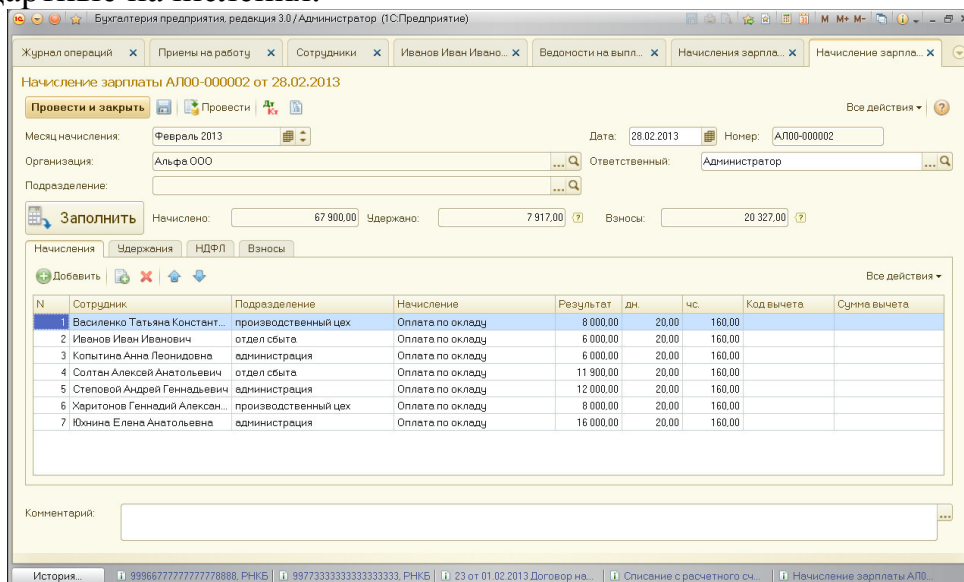 Бухгалтерия предприятия, редакция 3.0 / Администратор (1С:Предприятие) M M+ M-
Журнал операций Приемы на работу Сотрудники Иванов Иван Ивано... Ведомости на выпл... Начисления зарпла... Начисление зарпла...
Начисление зарплаты АЛ00-000002 от 28.02.2013
Провести и закрыть Провести Дт Кт Все действия
Месяц начисления: Февраль 2013 Дата: 28.02.2013 Номер: АЛ00-000002
Организация: Альфа ООО ... Ответственный: Администратор ...
Подразделение: ...
Заполнить Начислено: 67 900,00 Удержано: 7 917,00 ? Взносы: 20 327,00 ?
Начисления Удержания НДФЛ Взносы
Добавить Все действия
N Сотрудник Подразделение Начисление Результат дн. чс. Код вычета Сумма вычета
1 Василенко Татьяна Констант... производственный цех Оплата по окладу 8 000,00 20,00 160,00
2 Иванов Иван Иванович отдел сбыта Оплата по окладу 6 000,00 20,00 160,00
3 Копытина Анна Леонидовна администрация Оплата по окладу 6 000,00 20,00 160,00
4 Солтан Алексей Анатольевич отдел сбыта Оплата по окладу 11 900,00 20,00 160,00
5 Степовой Андрей Геннадьевич администрация Оплата по окладу 12 000,00 20,00 160,00
6 Харитонов Геннадий Алексан... производственный цех Оплата по окладу 8 000,00 20,00 160,00
7 Юхнина Елена Анатольевна администрация Оплата по окладу 16 000,00 20,00 160,00
Комментарий: ...
История... 99966777777777778888, РНКБ 99773333333333333333, РНКБ 23 от 01.02.2013 Договор на... Списание с расчетного сч... Начисление зарплаты АЛ0...